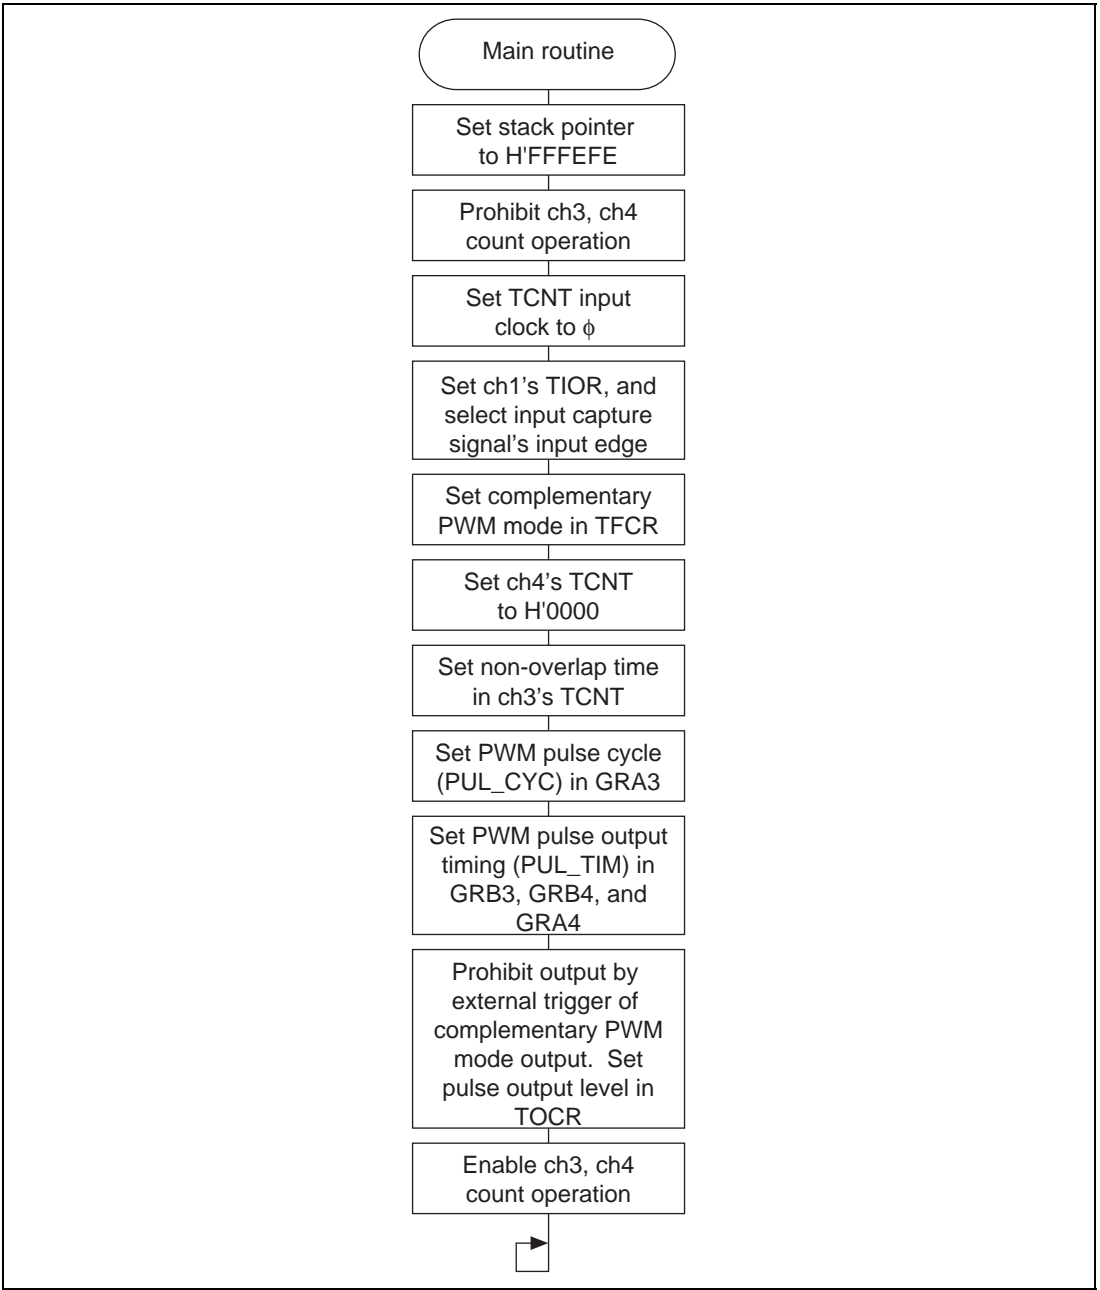 Main routine
Set stack pointer
to H'FFFEFE
Prohibit ch3, ch4
count operation
Set TCNT input
clock to ϕ
Set ch1’s TIOR, and
select input capture
signal’s input edge
Set complementary
PWM mode in TFCR
Set ch4’s TCNT
to H'0000
Set non-overlap time
in ch3’s TCNT
Set PWM pulse cycle
(PUL_CYC) in GRA3
Set PWM pulse output
timing (PUL_TIM) in
GRB3, GRB4, and
GRA4
Prohibit output by
external trigger of
complementary PWM
mode output.  Set
pulse output level in
TOCR
Enable ch3, ch4
count operation